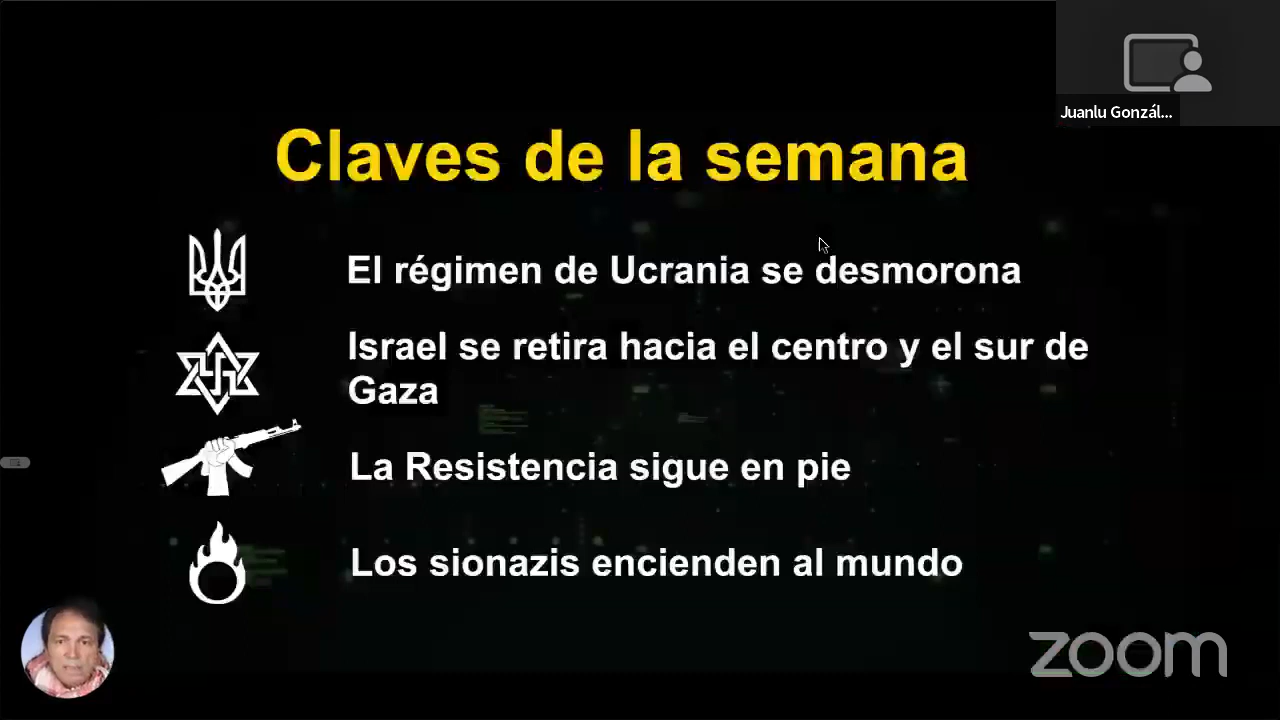 Juanlu Gonzál...
Claves de la semana
El régimen de Ucrania se desmorona
Israel se retira hacia el centro y el sur de
Gaza
La Resistencia sigue en pie
Los sionazis encienden al mundo
zoom